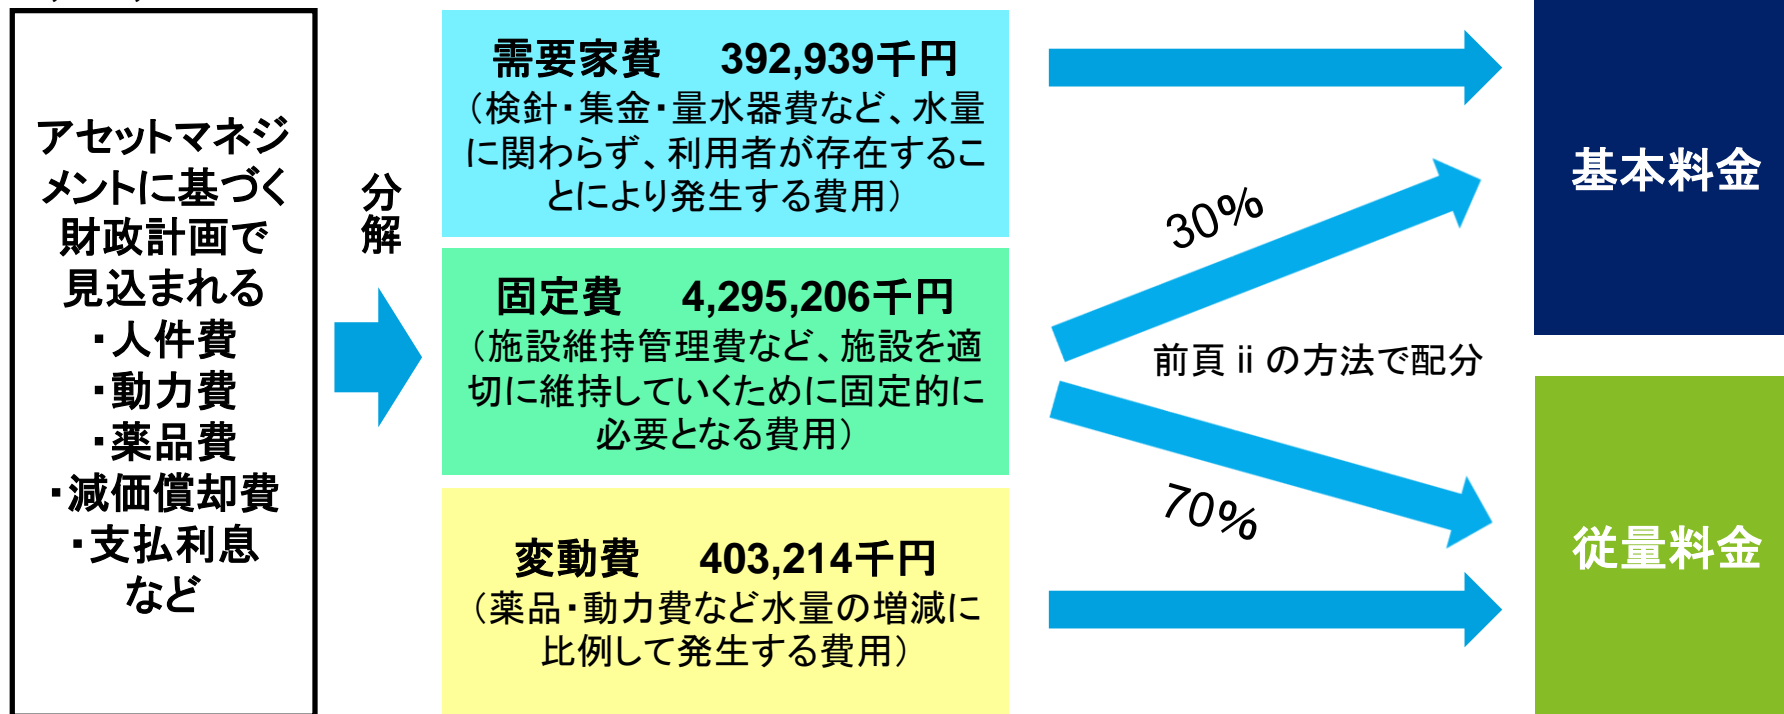 アセットマネジ
メントに基づく
財政計画で
見込まれる
・人件費
・動力費
・薬品費
・減価償却費
・支払利息
など
分解
需要家費 392,939千円
（検針・集金・量水器費など、水量
に関わらず、利用者が存在するこ
とにより発生する費用）
固定費 4,295,206千円
（施設維持管理費など、施設を適
切に維持していくために固定的に
必要となる費用）
変動費 403,214千円
（薬品・動力費など水量の増減に
比例して発生する費用）
30%
前頁 ⅱ の方法で配分
70%
基本料金
従量料金